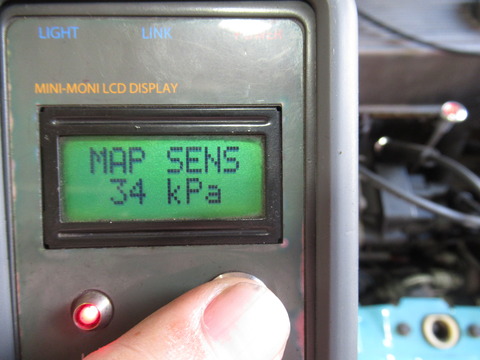 LIGHT LINK
MINI-MONI LCD DISPLAY
MAP SENS
34 kPa